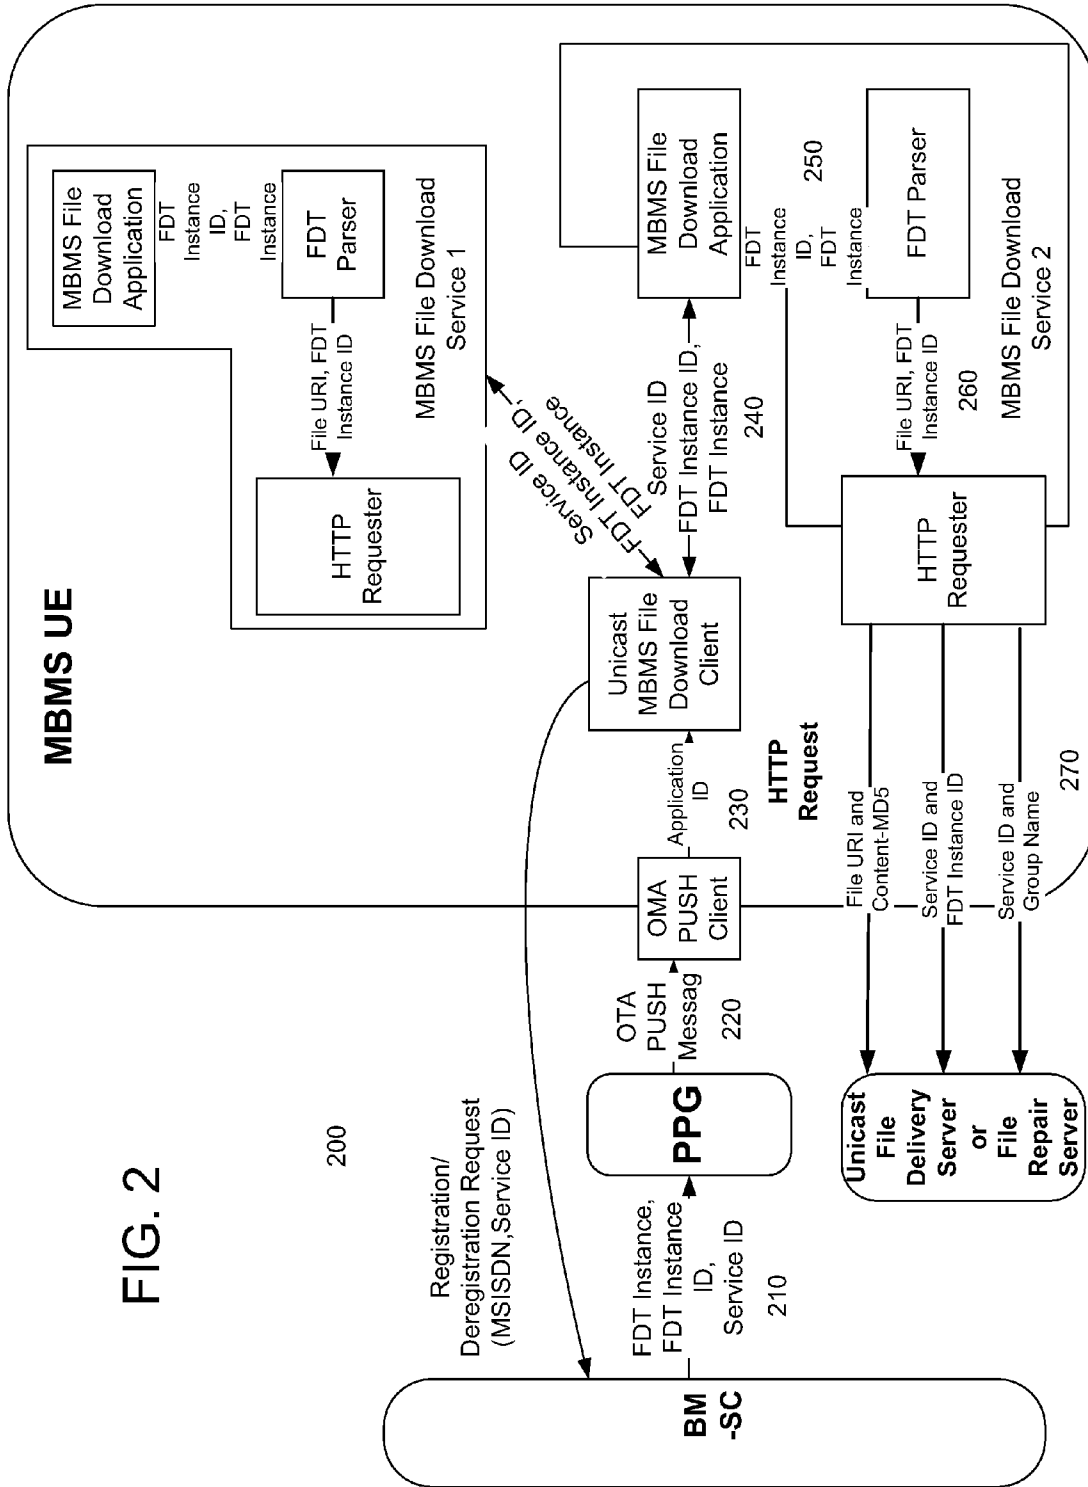 FIG. 2
200
MBMS UE
MBMS File
Download
Application
FDT
Instance
ID,
FDT
Instance
FDT
Parser
File URI, FDT
Instance ID
HTTP
Requester
MBMS File Download
Service 1
Service ID
FDT Instance ID,
FDT Instance
Registration/
Deregistration Request
(MSISDN,Service ID)
BM
-SC
FDT Instance,
FDT Instance
ID,
Service ID
210
PPG
OTA
PUSH
Messag
220
OMA
PUSH
Client
Application
ID
230
Unicast
MBMS File
Download
Client
Service ID
FDT Instance ID,
FDT Instance
240
MBMS File
Download
Application
FDT
Instance
ID,
FDT
Instance
250
FDT Parser
File URI, FDT
Instance ID
260
MBMS File Download
Service 2
HTTP
Requester
HTTP
Request
File URI and
Content-MD5
Service ID and
FDT Instance ID
Service ID and
Group Name
270
Unicast
File
Delivery
Server
or
File
Repair
Server